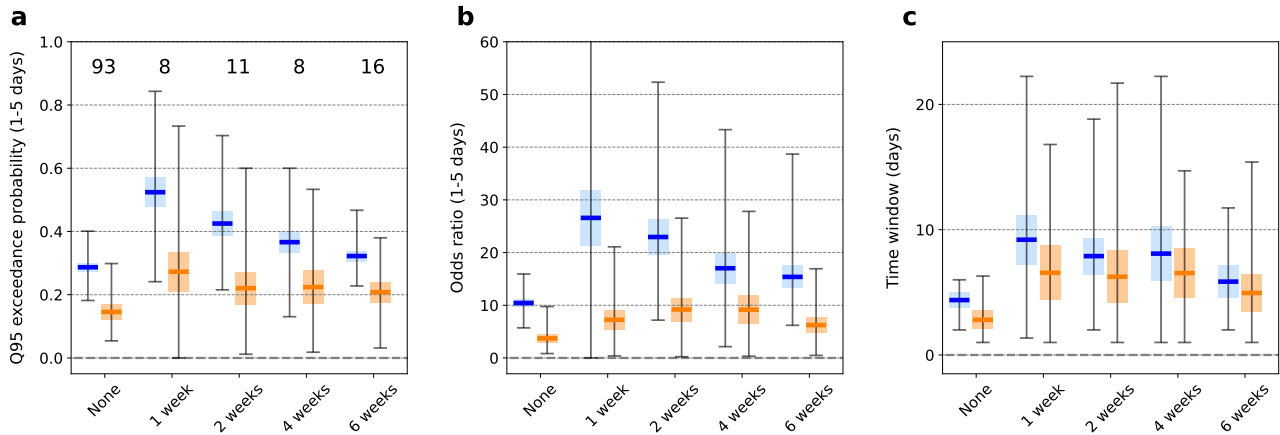 a
Q95 exceedance probability (1-5 days)
1.0
0.8
0.6
0.4
0.2
0.0
93 8 11 8 16
None
1 week
2 weeks
4 weeks
6 weeks
b
Odds ratio (1-5 days)
60
50
40
30
20
10
0
None
1 week
2 weeks
4 weeks
6 weeks
c
Time window (days)
20
10
0
None
1 week
2 weeks
4 weeks
6 weeks